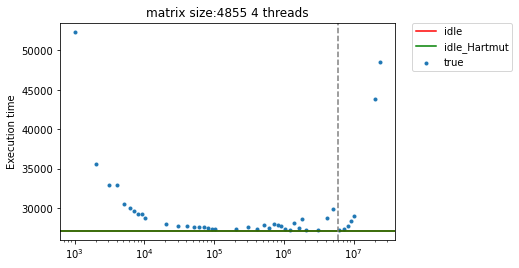 matrix size:4855 4 threads
idle
idle_Hartmut
true
Execution time
50000
45000
40000
35000
30000
10³ 10⁴ 10⁵ 10⁶ 10⁷